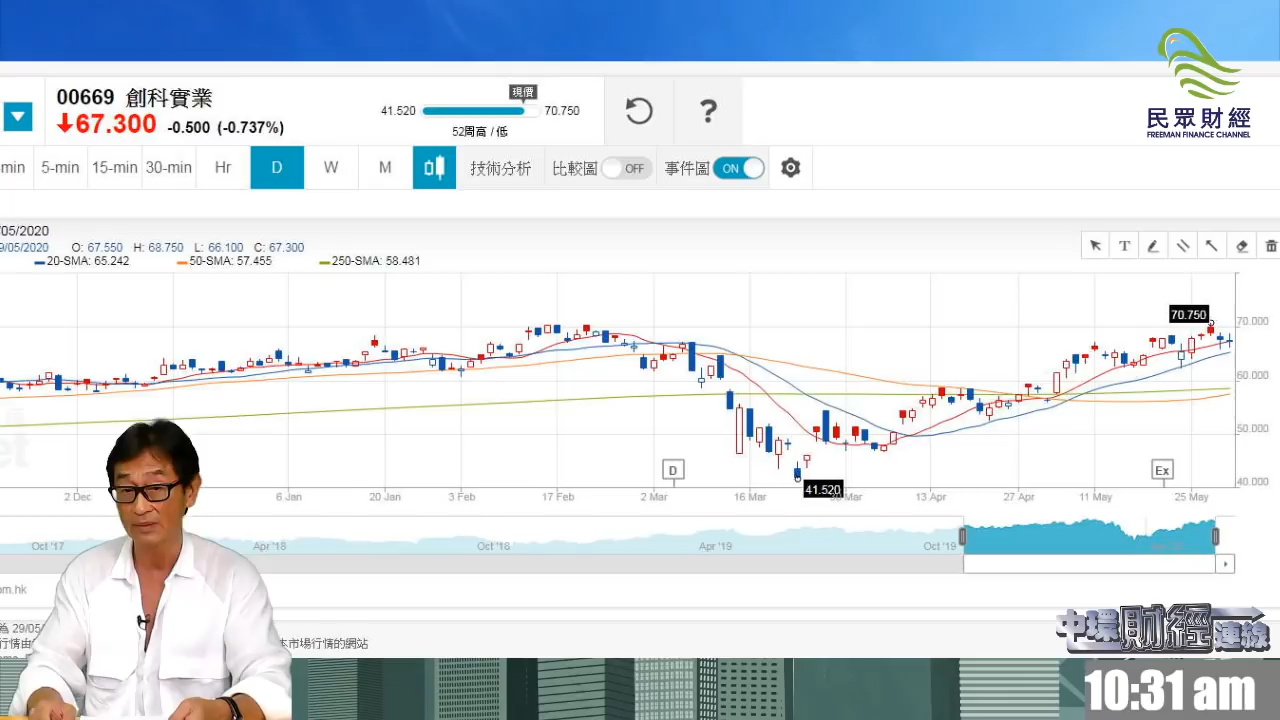 00669 創科實業
67.300 -0.500 (-0.737%)
現價
41.520 70.750
52周高 / 低
?
民眾財經
FREEMAN FINANCE CHANNEL
min 5-min 15-min 30-min Hr D W M 技術分析 比較圖 OFF 事件圖 ON
/05/2020
9/05/2020 O: 67.550 H: 68.750 L: 66.100 C: 67.300
20-SMA: 65.242 50-SMA: 57.455 250-SMA: 58.481
T
70.750
70.000
60.000
50.000
40.000
D
Ex
41.520
2 Dec 6 Jan 20 Jan 3 Feb 17 Feb 2 Mar 16 Mar Mar 13 Apr 27 Apr 11 May 25 May
Oct '17 Apr '18 Oct '18 Apr '19 Oct '19
om.hk
為 29/05
行情由 本市場行情的網站
中環財經連線
10:31 am